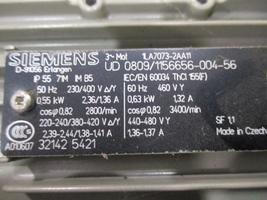 SIEMENS 3~ Mot. 1LA7073-2AA11
D-91056 Erlangen UD 0809/1156656-004-56
IP 55 71M IM B5 IEC/EN 60034 ThCl 155(F)
50 Hz 230/400 V Δ/Y 60 Hz 460 V Y
0,55 kW 2,36/1,36 A 0,63 kW 1,32 A
cosφ 0,82 2800/min cosφ 0,82 3400/min
220-240/380-420 V Δ/Y 440-480 V Y SF 1,1
2,39-2,44/1,38-1,41 A 1,36-1,37 A Made in Czech
CCC
A010607 32142 5421